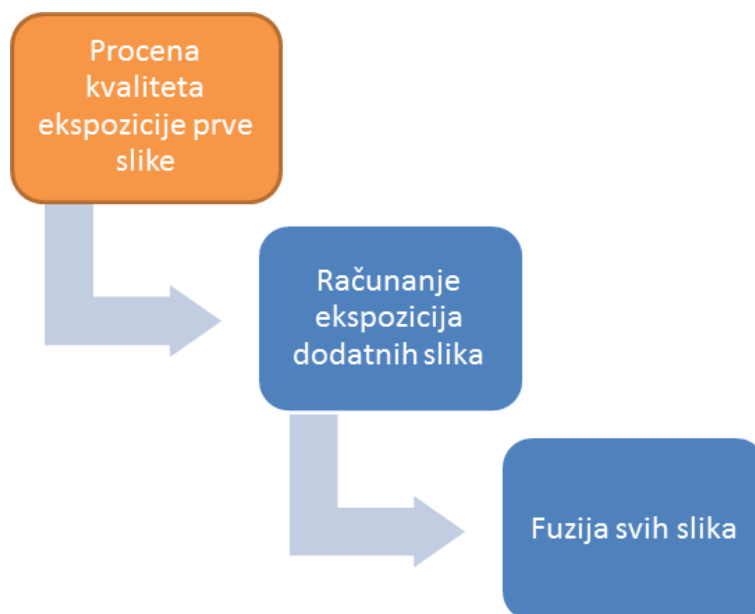 Procena
kvaliteta
ekspozicije prve
slike
Računanje
ekspozicija
dodatnih slika
Fuzija svih slika